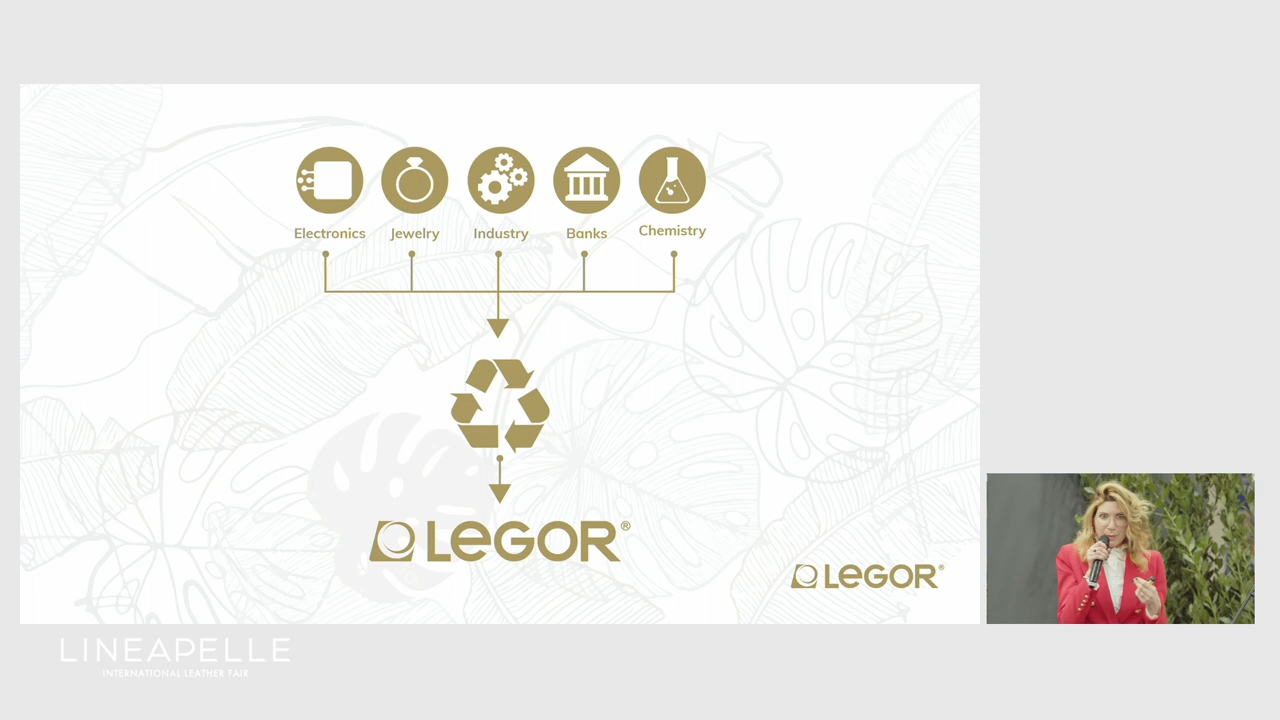 Electronics Jewelry Industry Banks Chemistry
LEGOR®
LEGOR®
LINEAPELLE
INTERNATIONAL LEATHER FAIR